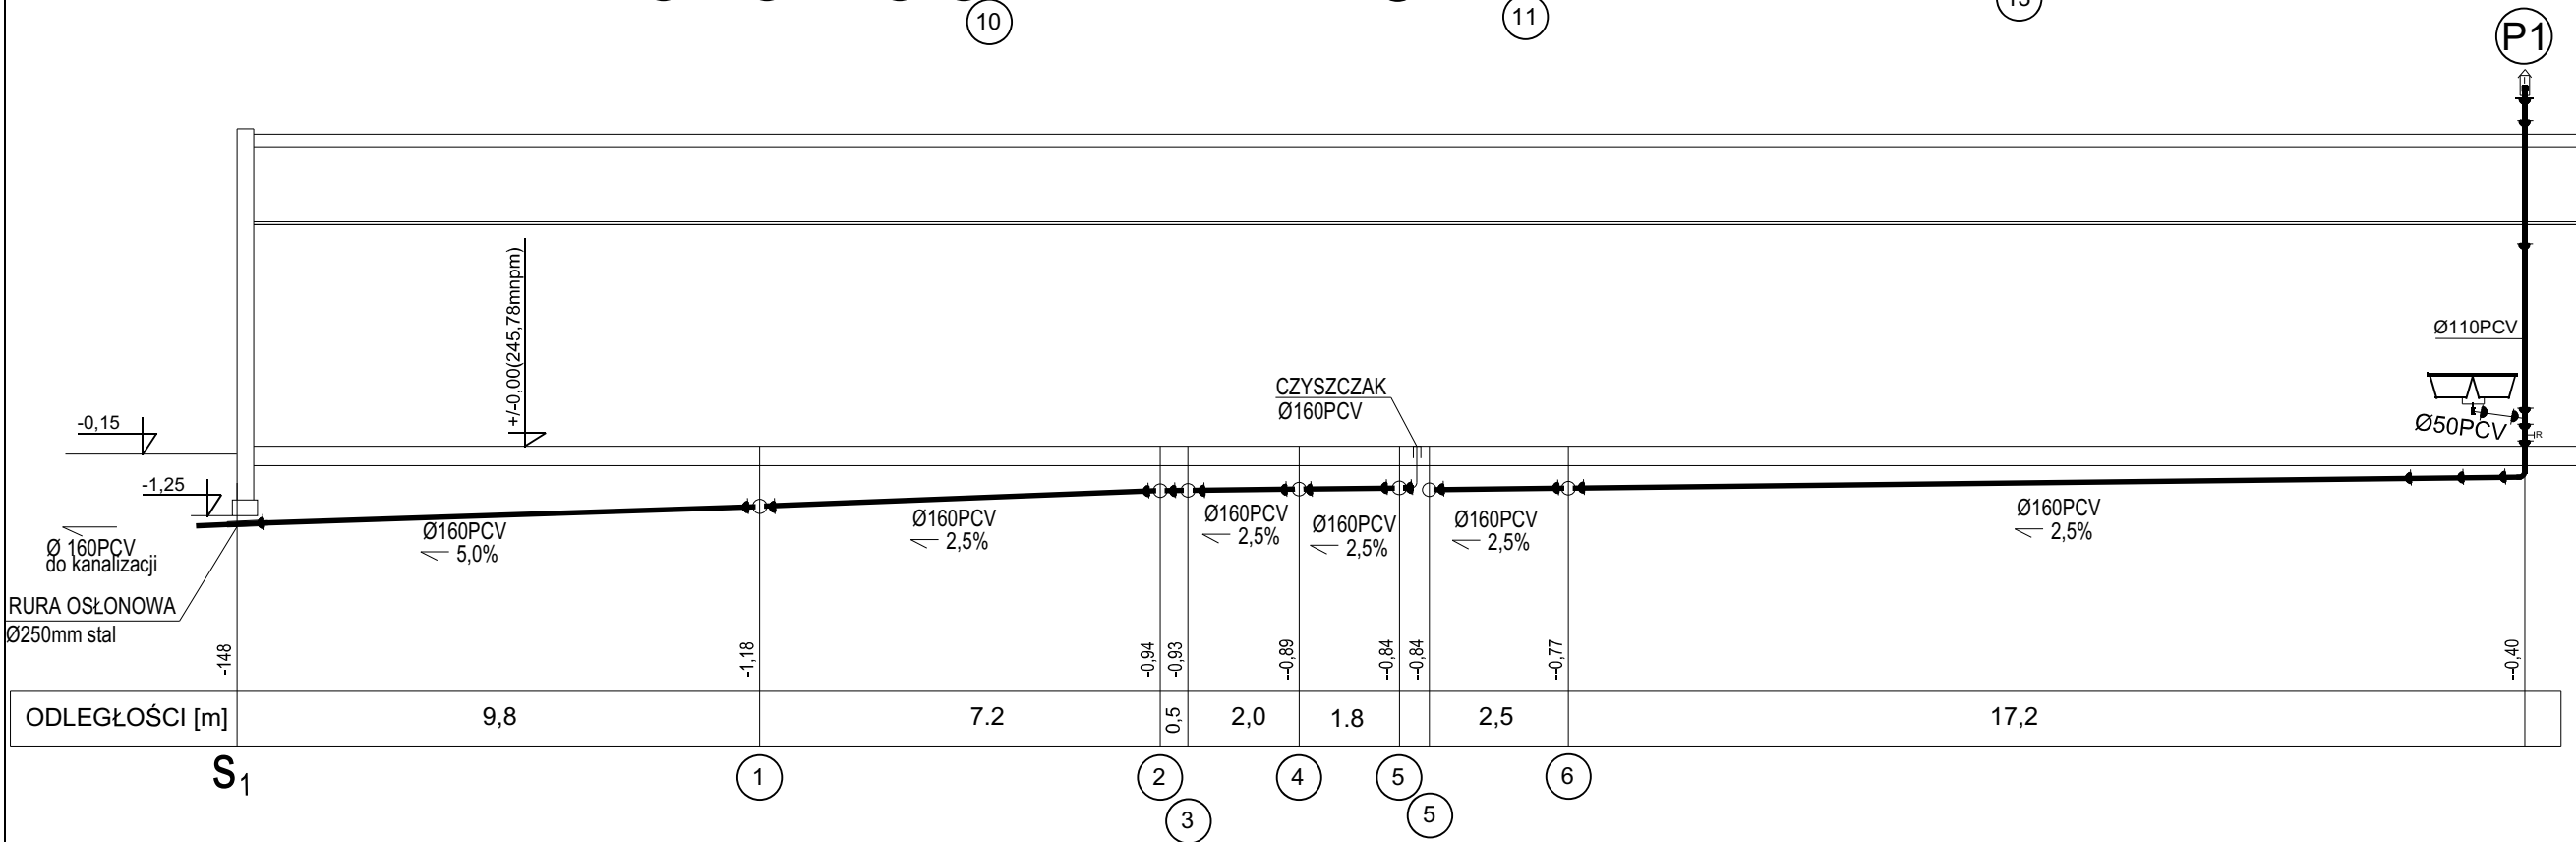 10
11
P1
+/-0,00(245,78mnpm)
Ø110PCV
-0,15
CZYSZCZAK
Ø160PCV
Ø50PCV
R
-1,25
Ø160PCV
5,0%
Ø160PCV
2,5%
Ø160PCV
2,5%
Ø160PCV
2,5%
Ø160PCV
2,5%
Ø160PCV
2,5%
Ø 160PCV
do kanalizacji
RURA OSŁONOWA
Ø250mm stal
-148
-1,18
-0,94
-0,93
--0,89
--0,84
--0,84
--0,77
--0,40
ODLEGŁOŚCI [m]
9,8
7.2
0,5
2,0
1.8
2,5
17,2
S1
1
2
3
4
5
5
6